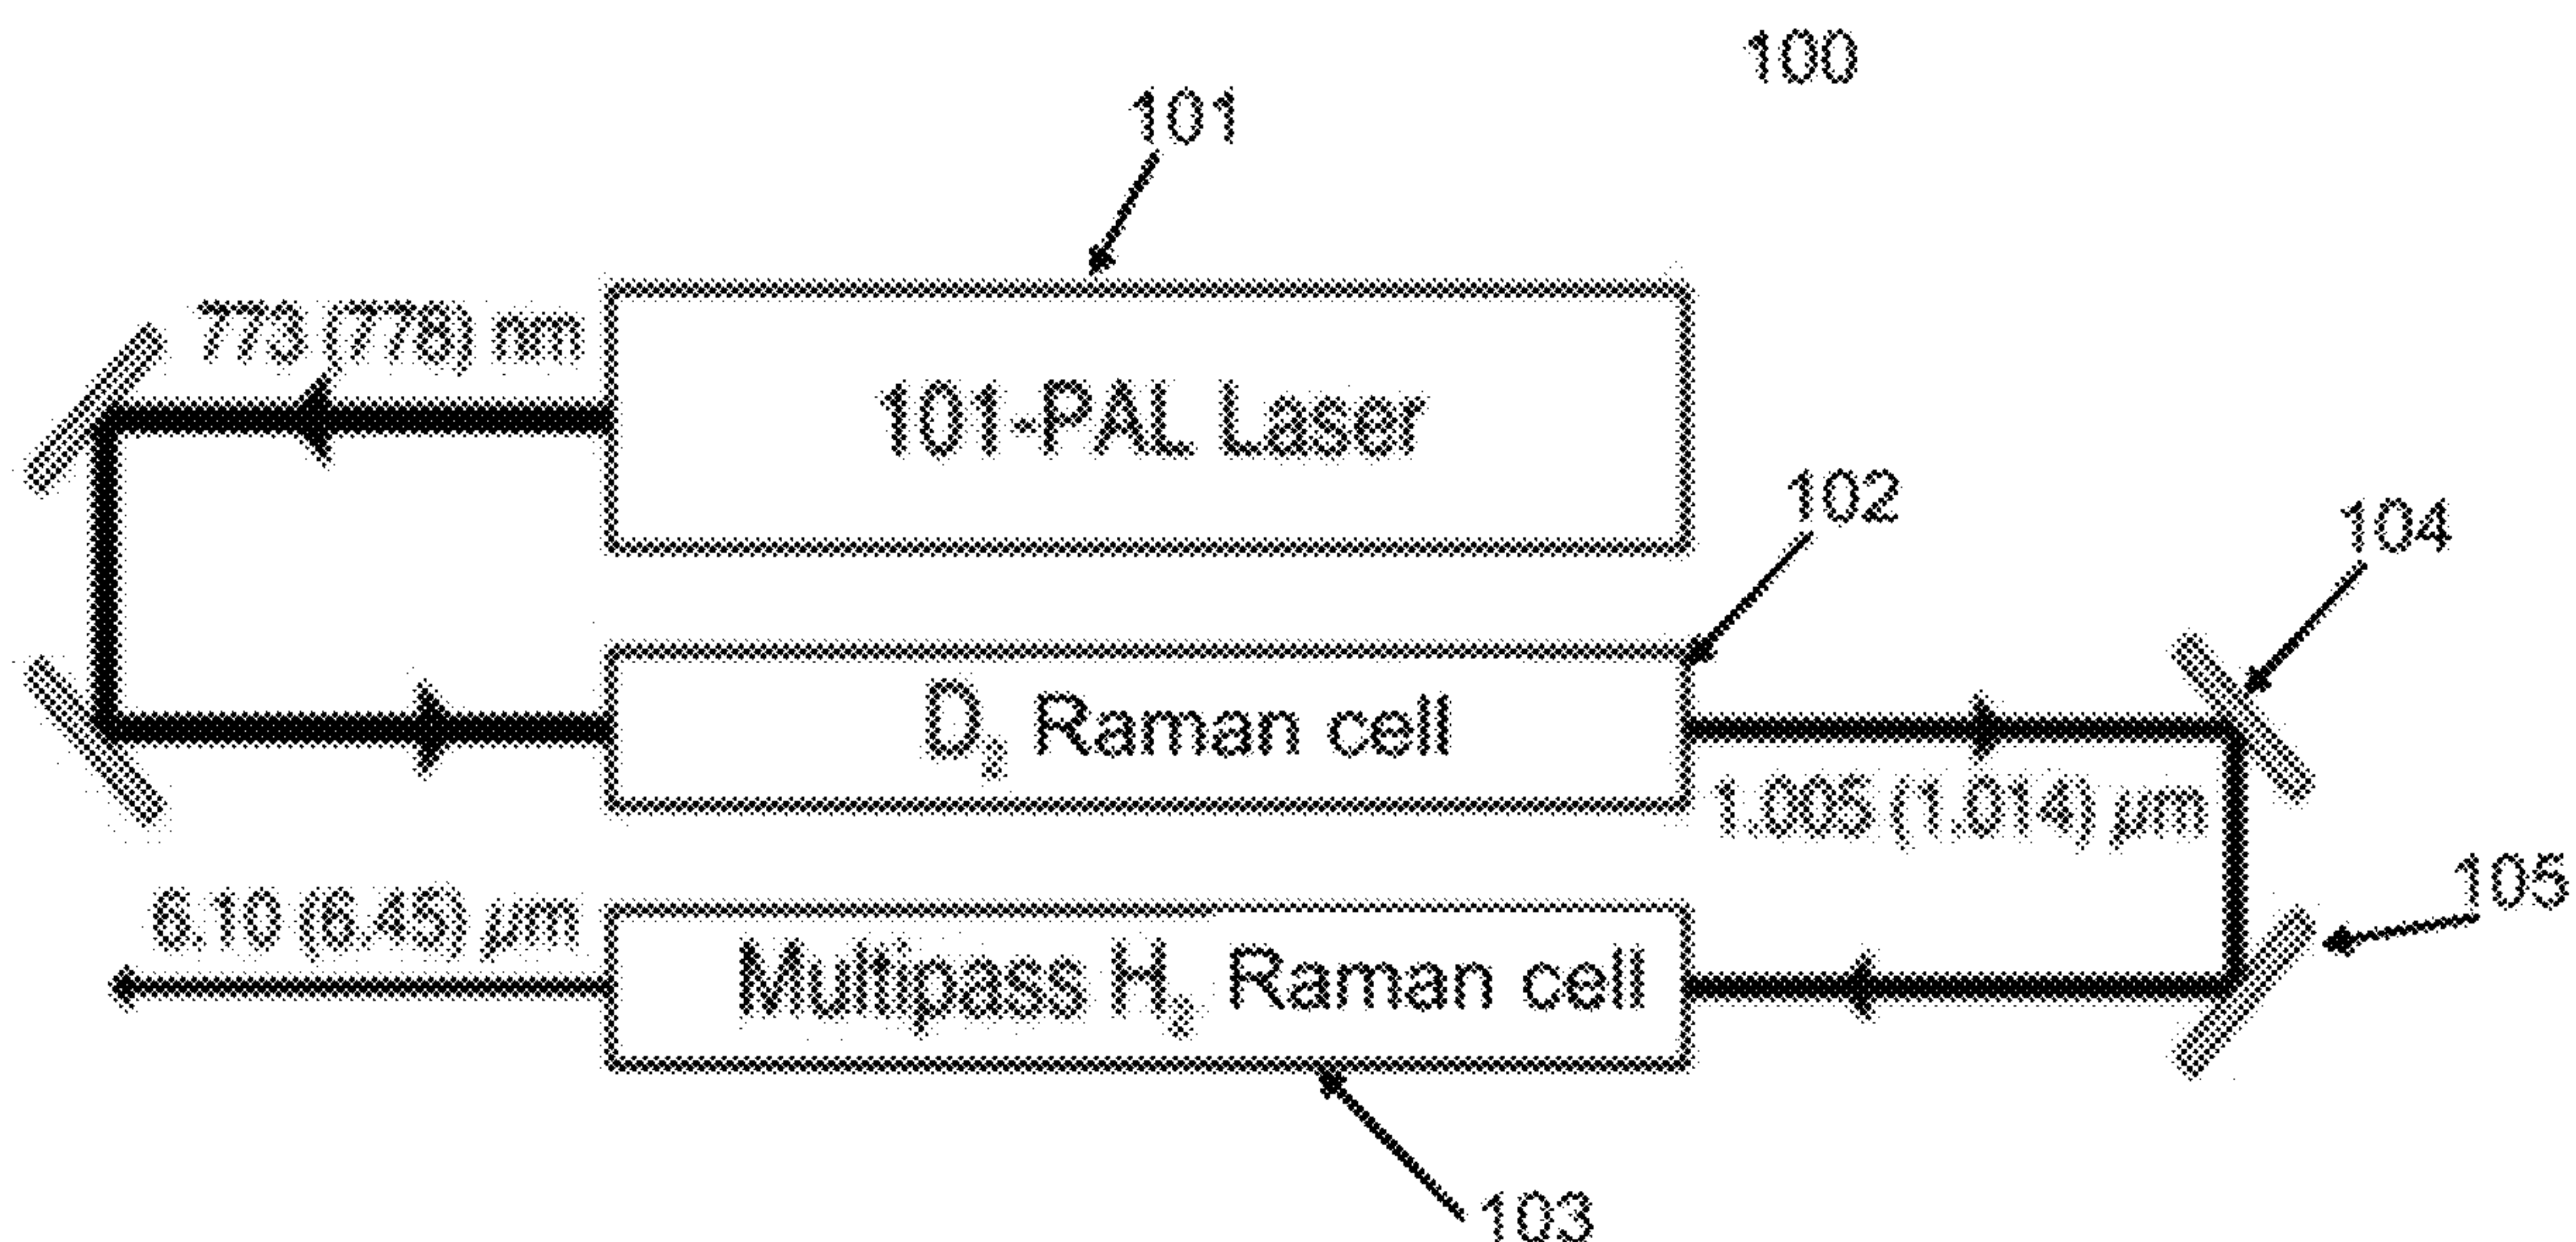 100
101
773 (778) nm
101-PAL Laser
102
104
D₂ Raman cell
1.005 (1.014) μm
105
6.10 (6.45) μm
Multipass H₂ Raman cell
103